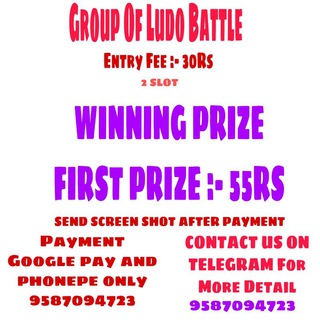 Group Of Ludo Battle
Entry Fee :- 30Rs
2 SLOT
WINNING PRIZE
FIRST PRIZE :- 55RS
SEND SCREEN SHOT AFTER PAYMENT
Payment
Google pay and
phonepe only
9587094723
CONTACT US ON
TELEGRAM FOR
More Detail
9587094723